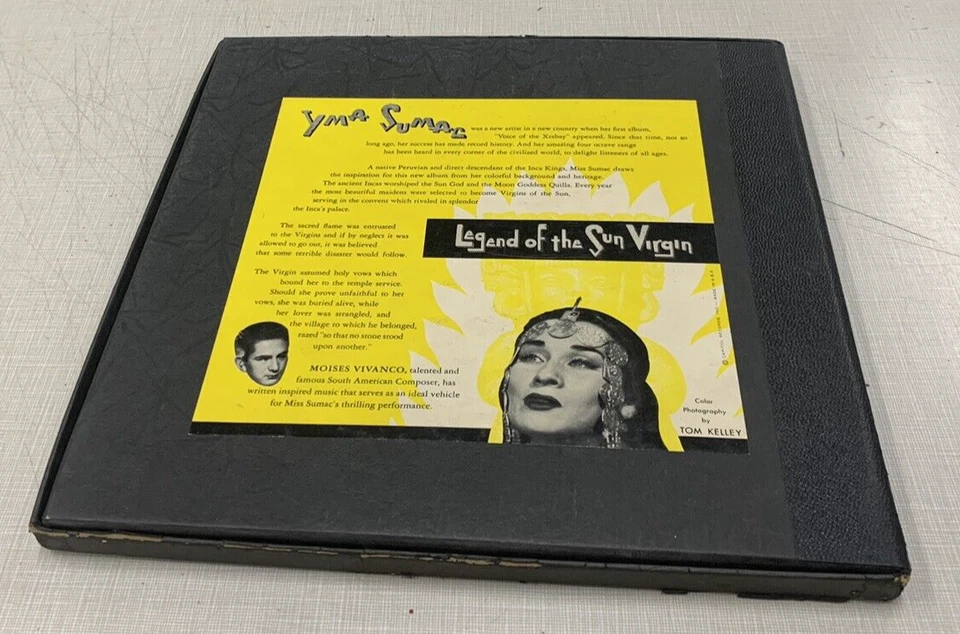 Yma Sumac was a new artist in a new country when her first album,
"Voice of the Xtabay" appeared. Since that time, not so
long ago, her success has made record history. And her amazing four octave range
has been heard in every corner of the civilized world, to delight listeners of all ages.
A native Peruvian and direct descendant of the Inca Kings, Miss Sumac draws
the inspiration for this new album from her colorful background and heritage.
The ancient Incas worshiped the Sun God and the Moon Goddess Quilla. Every year
the most beautiful maidens were selected to become Virgins of the Sun,
serving in the convent which rivaled in splendor
the Inca's palace.
The sacred flame was entrusted
to the Virgins and if by neglect it was
allowed to go out, it was believed
that some terrible disaster would follow.
Legend of the Sun Virgin
The Virgin assumed holy vows which
bound her to the temple service.
Should she prove unfaithful to her
vows, she was buried alive, while
her lover was strangled, and
the village to which he belonged,
razed "so that no stone stood
upon another."
MOISES VIVANCO, talented and
famous South American Composer, has
written inspired music that serves as an ideal vehicle
for Miss Sumac's thrilling performance.
Color
Photography
by
TOM KELLEY